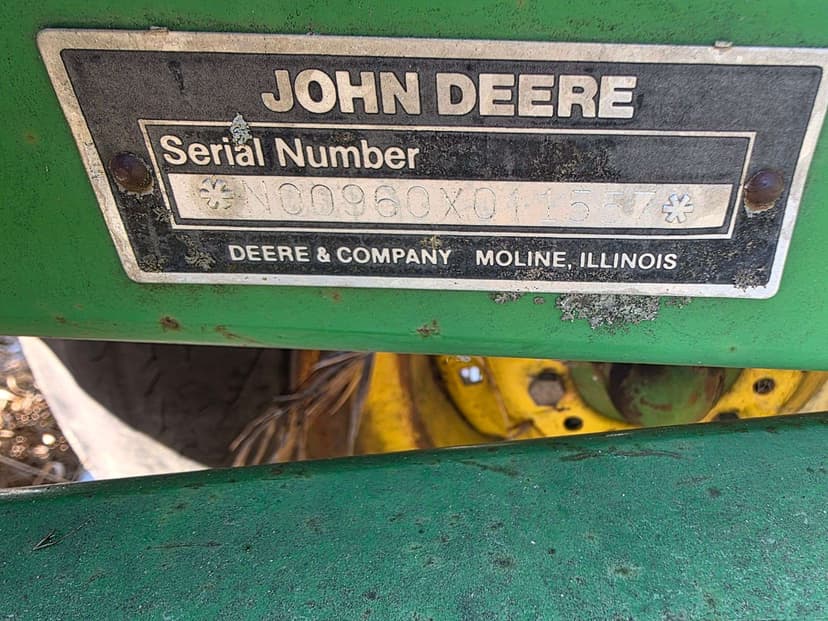 JOHN DEERE
Serial Number
*N00960X011557*
DEERE & COMPANY MOLINE, ILLINOIS